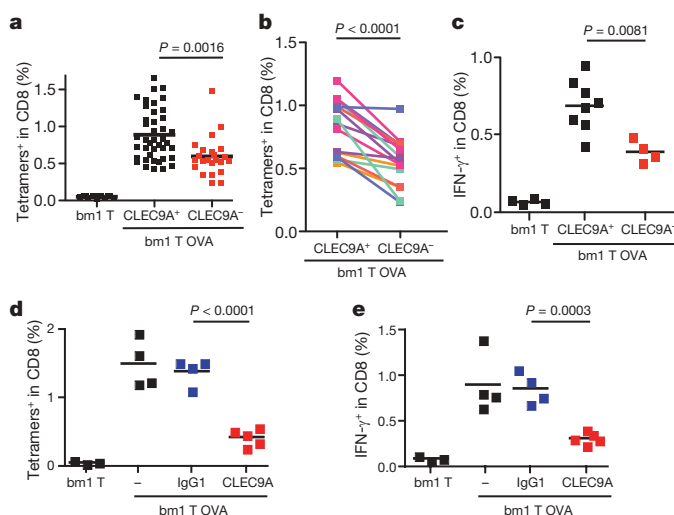 a
P = 0.0016
Tetramers⁺ in CD8 (%)
2.0
1.5
1.0
0.5
0
bm1 T
CLEC9A⁺
CLEC9A⁻
bm1 T OVA
b
P < 0.0001
Tetramers⁺ in CD8 (%)
1.5
1.0
0.5
0.0
CLEC9A⁺ CLEC9A⁻
bm1 T OVA
c
P = 0.0081
IFN-γ⁺ in CD8 (%)
1.0
0.5
0.0
bm1 T
CLEC9A⁺
CLEC9A⁻
bm1 T OVA
d
P < 0.0001
Tetramers⁺ in CD8 (%)
2
1
0
bm1 T
–
IgG1
CLEC9A
bm1 T OVA
e
P = 0.0003
IFN-γ⁺ in CD8 (%)
1.5
1.0
0.5
0.0
bm1 T
–
IgG1
CLEC9A
bm1 T OVA